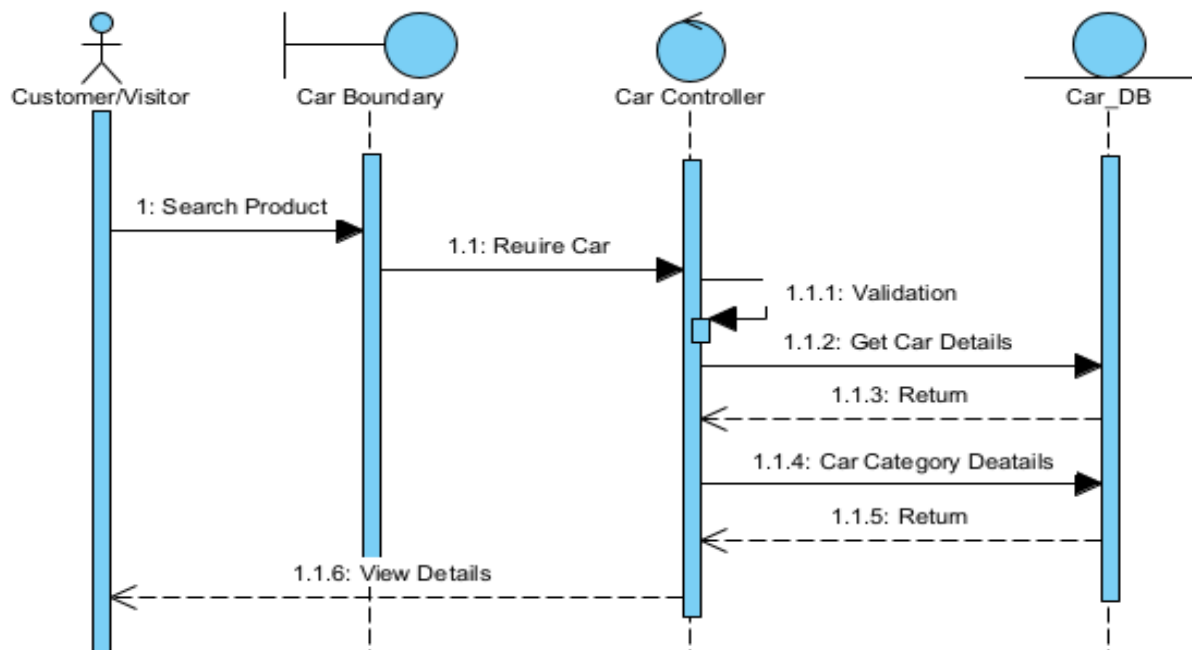 Customer/Visitor
Car Boundary
Car Controller
Car_DB
1: Search Product
1.1: Reuire Car
1.1.1: Validation
1.1.2: Get Car Details
1.1.3: Return
1.1.4: Car Category Deatails
1.1.5: Return
1.1.6: View Details